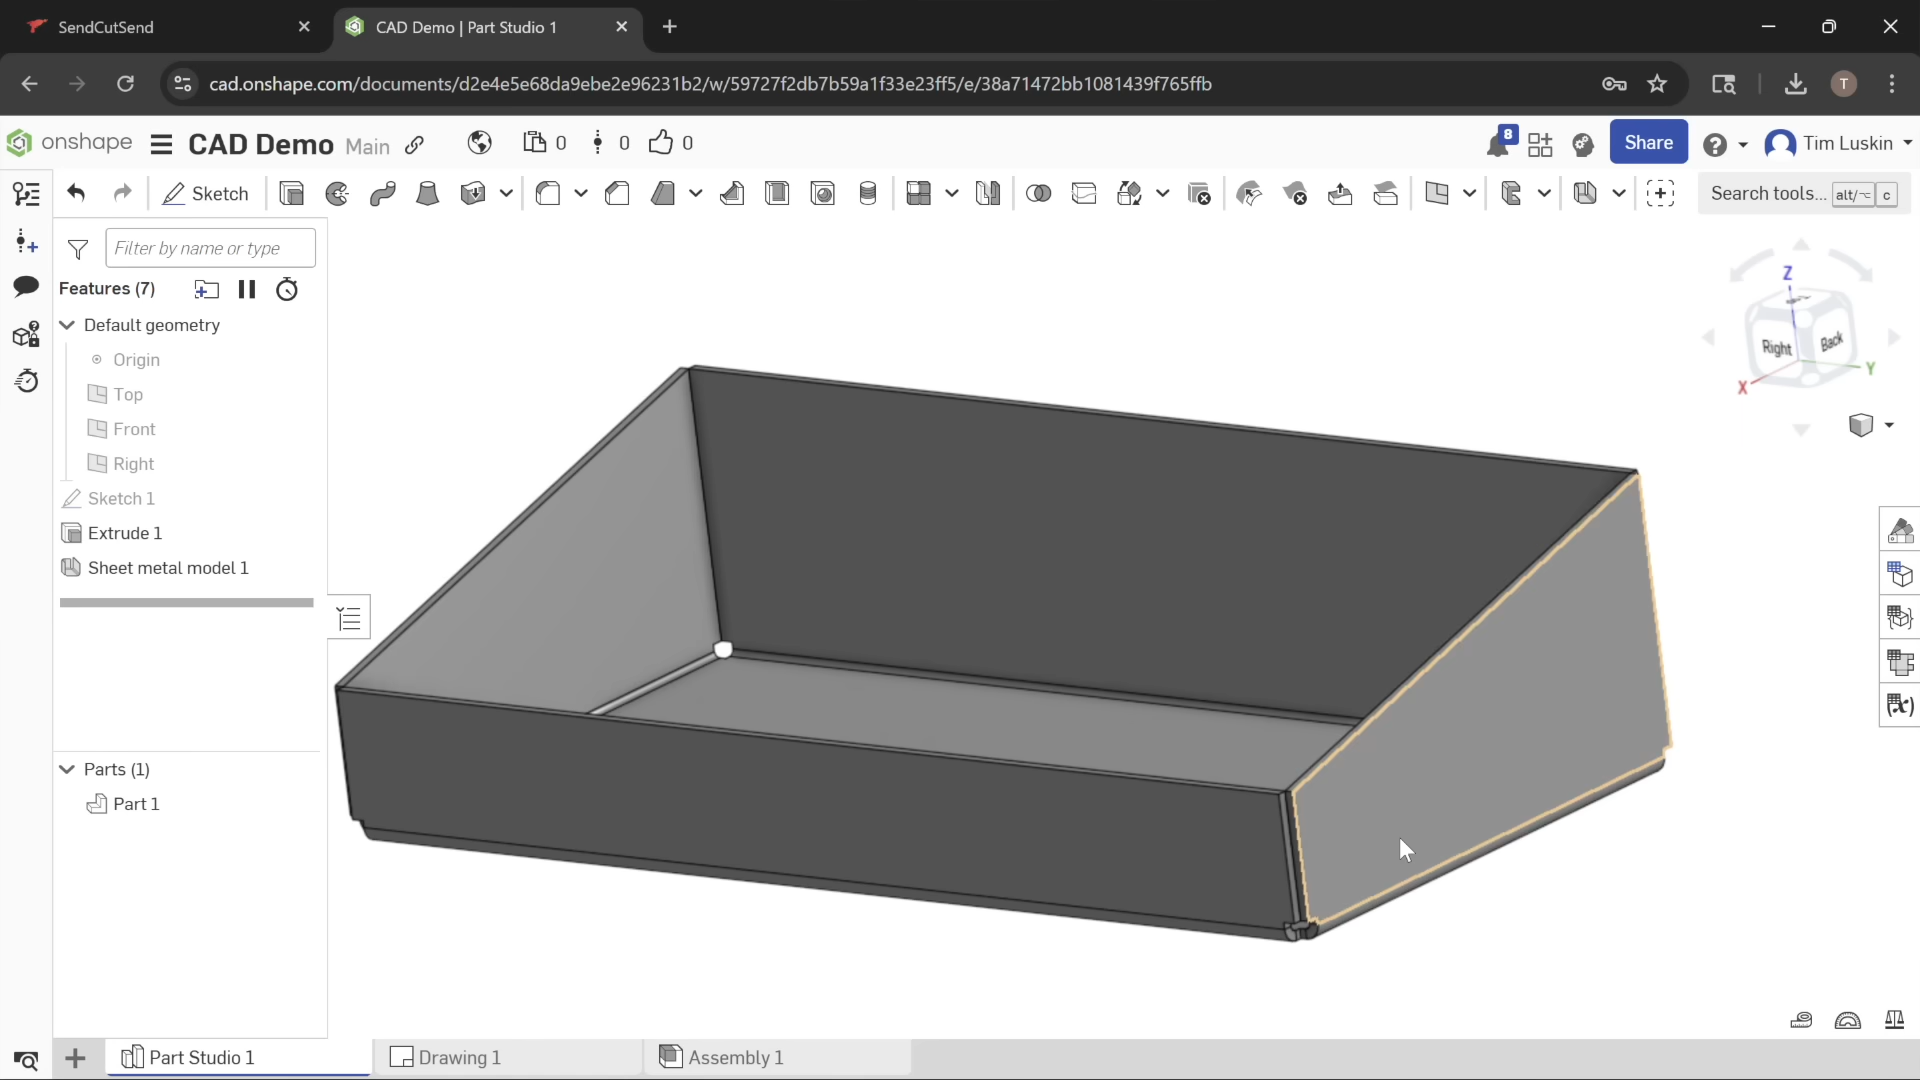 SendCutSend
CAD Demo | Part Studio 1
cad.onshape.com/documents/d2e4e5e68da9ebe2e96231b2/w/59727f2db7b59a1f33e23ff5/e/38a71472bb1081439f765ffb
T
onshape
CAD Demo Main
0
0
0
8
Share
Tim Luskin
Sketch
Search tools... alt/⌥ c
Filter by name or type
Features (7)
Default geometry
Origin
Top
Front
Right
Sketch 1
Extrude 1
Sheet metal model 1
Parts (1)
Part 1
Z
Right
Back
X
Y
Part Studio 1
Drawing 1
Assembly 1